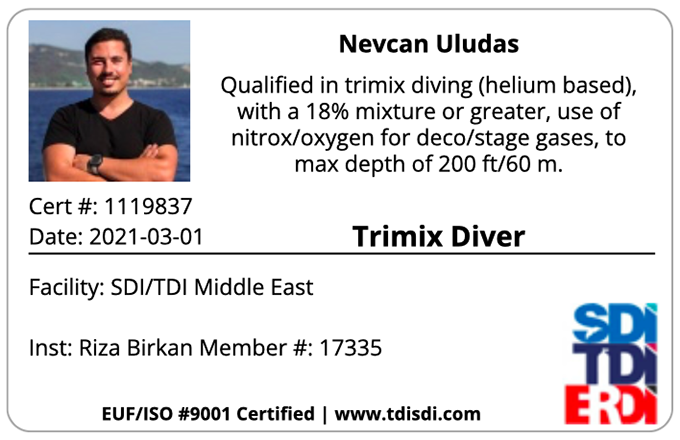 Nevcan Uludas
Qualified in trimix diving (helium based),
with a 18% mixture or greater, use of
nitrox/oxygen for deco/stage gases, to
max depth of 200 ft/60 m.
Cert #: 1119837
Date: 2021-03-01
Trimix Diver
Facility: SDI/TDI Middle East
Inst: Riza Birkan Member #: 17335
SDI
TDI
ERDI
EUF/ISO #9001 Certified | www.tdisdi.com